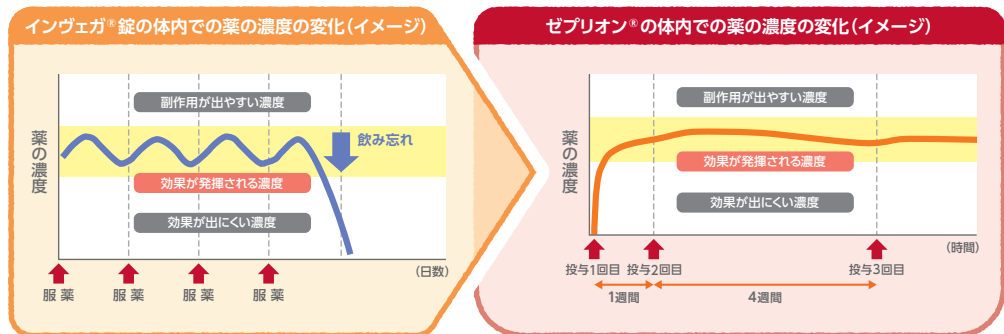 インヴェガ®錠の体内での薬の濃度の変化（イメージ）
薬の濃度
副作用が出やすい濃度
飲み忘れ
効果が発揮される濃度
効果が出にくい濃度
（日数）
服薬 服薬 服薬 服薬
ゼプリオン®の体内での薬の濃度の変化（イメージ）
薬の濃度
副作用が出やすい濃度
効果が発揮される濃度
効果が出にくい濃度
（時間）
投与1回目 投与2回目 投与3回目
1週間 4週間